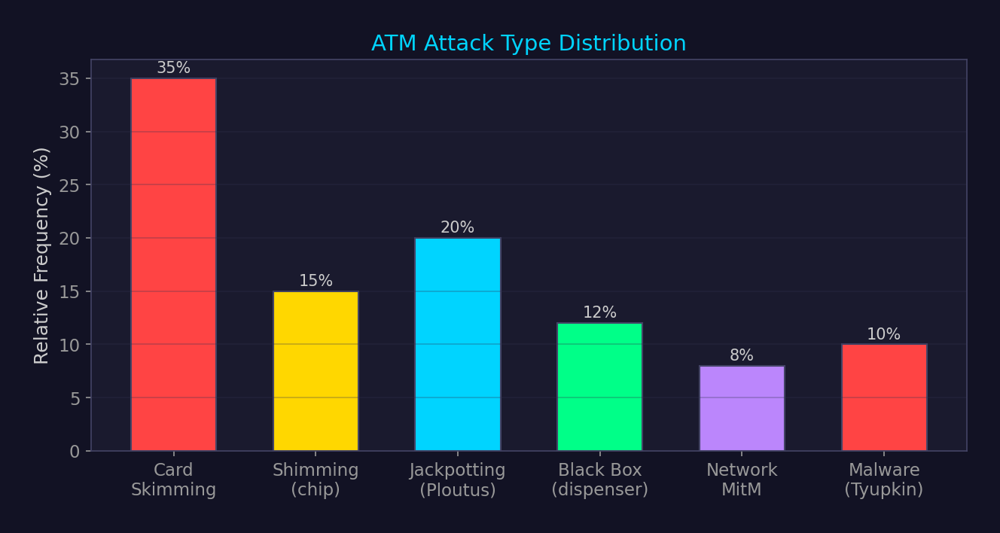 ATM Attack Type Distribution
Relative Frequency (%)
35
30
25
20
15
10
5
0
35%
15%
20%
12%
8%
10%
Card
Skimming
Shimming
(chip)
Jackpotting
(Ploutus)
Black Box
(dispenser)
Network
MitM
Malware
(Tyupkin)